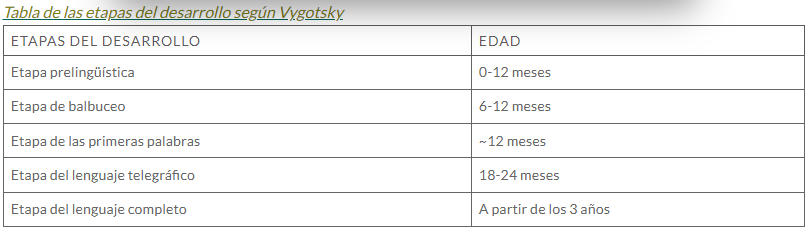 Tabla de las etapas del desarrollo según Vygotsky
ETAPAS DEL DESARROLLO EDAD
Etapa prelingüística 0-12 meses
Etapa de balbuceo 6-12 meses
Etapa de las primeras palabras ~12 meses
Etapa del lenguaje telegráfico 18-24 meses
Etapa del lenguaje completo A partir de los 3 años